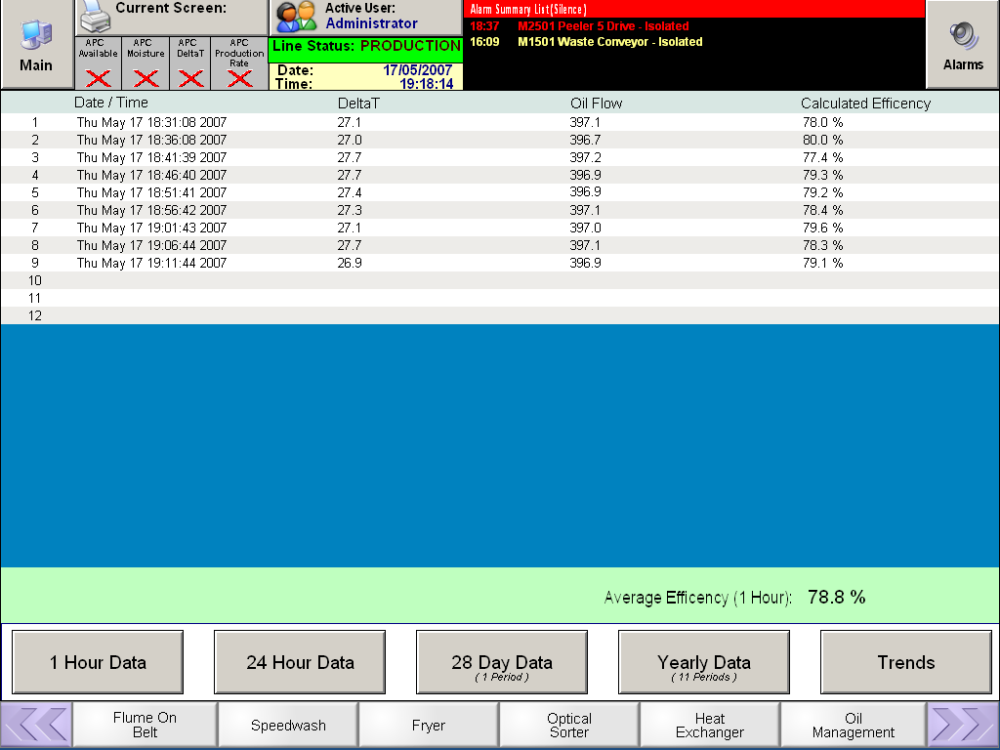 Main
Current Screen:
APC Available
APC Moisture
APC DeltaT
APC Production Rate
Active User:
Administrator
Line Status: PRODUCTION
Date: 17/05/2007
Time: 19:18:14
Alarm Summary List(Silence)
18:37 M2501 Peeler 5 Drive - Isolated
16:09 M1501 Waste Conveyor - Isolated
Alarms
Date / Time DeltaT Oil Flow Calculated Efficency
1 Thu May 17 18:31:08 2007 27.1 397.1 78.0 %
2 Thu May 17 18:36:08 2007 27.0 396.7 80.0 %
3 Thu May 17 18:41:39 2007 27.7 397.2 77.4 %
4 Thu May 17 18:46:40 2007 27.7 396.9 79.3 %
5 Thu May 17 18:51:41 2007 27.4 396.9 79.2 %
6 Thu May 17 18:56:42 2007 27.3 397.1 78.4 %
7 Thu May 17 19:01:43 2007 27.1 397.0 79.6 %
8 Thu May 17 19:06:44 2007 27.7 397.1 78.3 %
9 Thu May 17 19:11:44 2007 26.9 396.9 79.1 %
10
11
12
Average Efficency (1 Hour): 78.8 %
1 Hour Data
24 Hour Data
28 Day Data
( 1 Period )
Yearly Data
( 11 Periods )
Trends
Flume On
Belt
Speedwash
Fryer
Optical
Sorter
Heat
Exchanger
Oil
Management